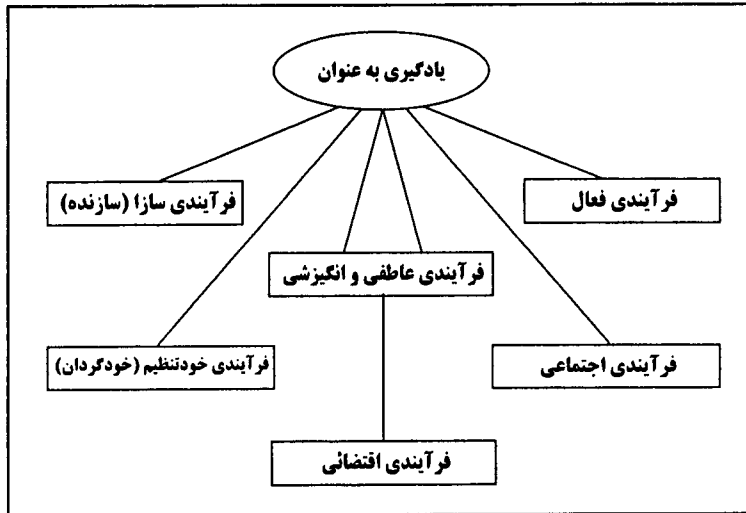 یادگیری به عنوان
فرآیندی فعال
فرآیندی سازا (سازنده)
فرآیندی عاطفی و انگیزشی
فرآیندی اجتماعی
فرآیندی خودتنظیم (خودگردان)
فرآیندی اقتضائی